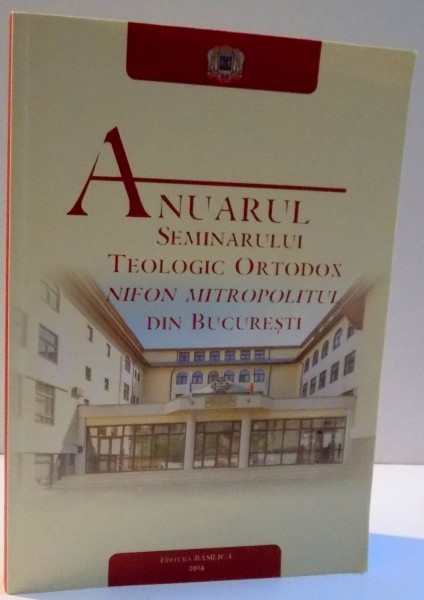 ANUARUL
SEMINARULUI
TEOLOGIC ORTODOX
NIFON MITROPOLITUL
DIN BUCUREȘTI
EDITURA BASILICA
2014